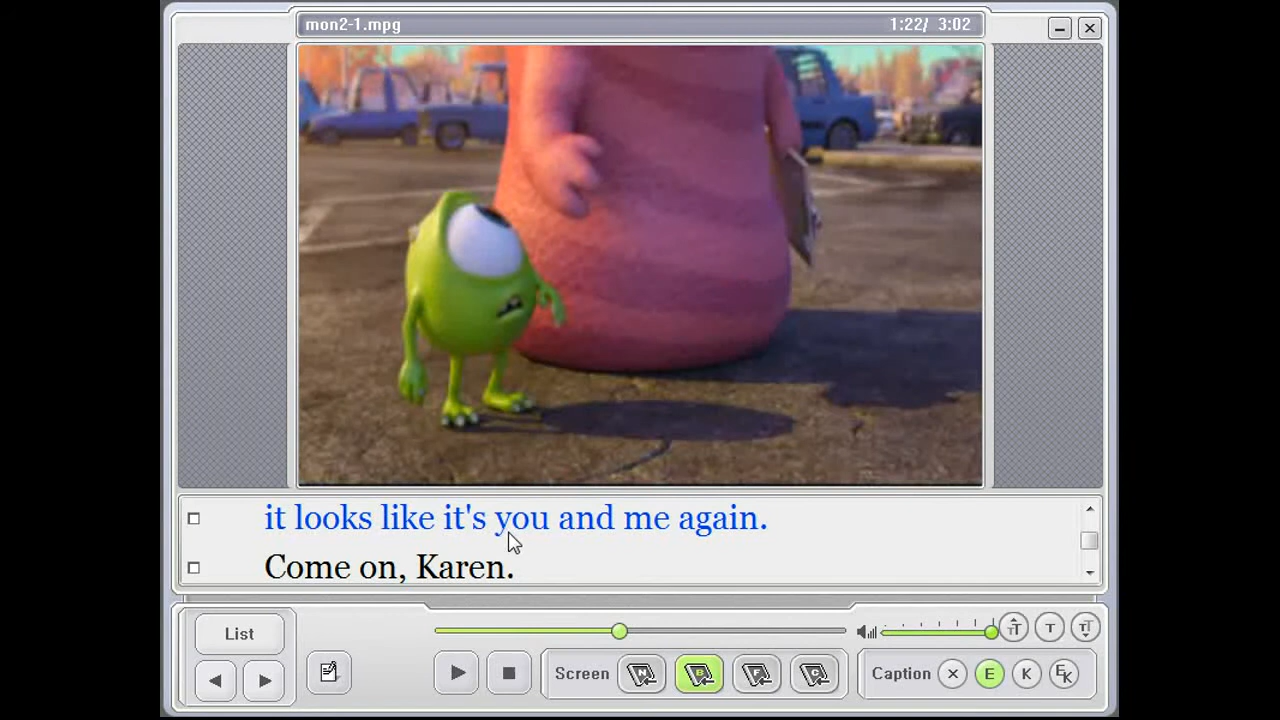 mon2-1.mpg
1:22/ 3:02
it looks like it's you and me again.
Come on, Karen.
List
Screen
N
E
F
C
Caption
×
E
K
EK
T
T
T